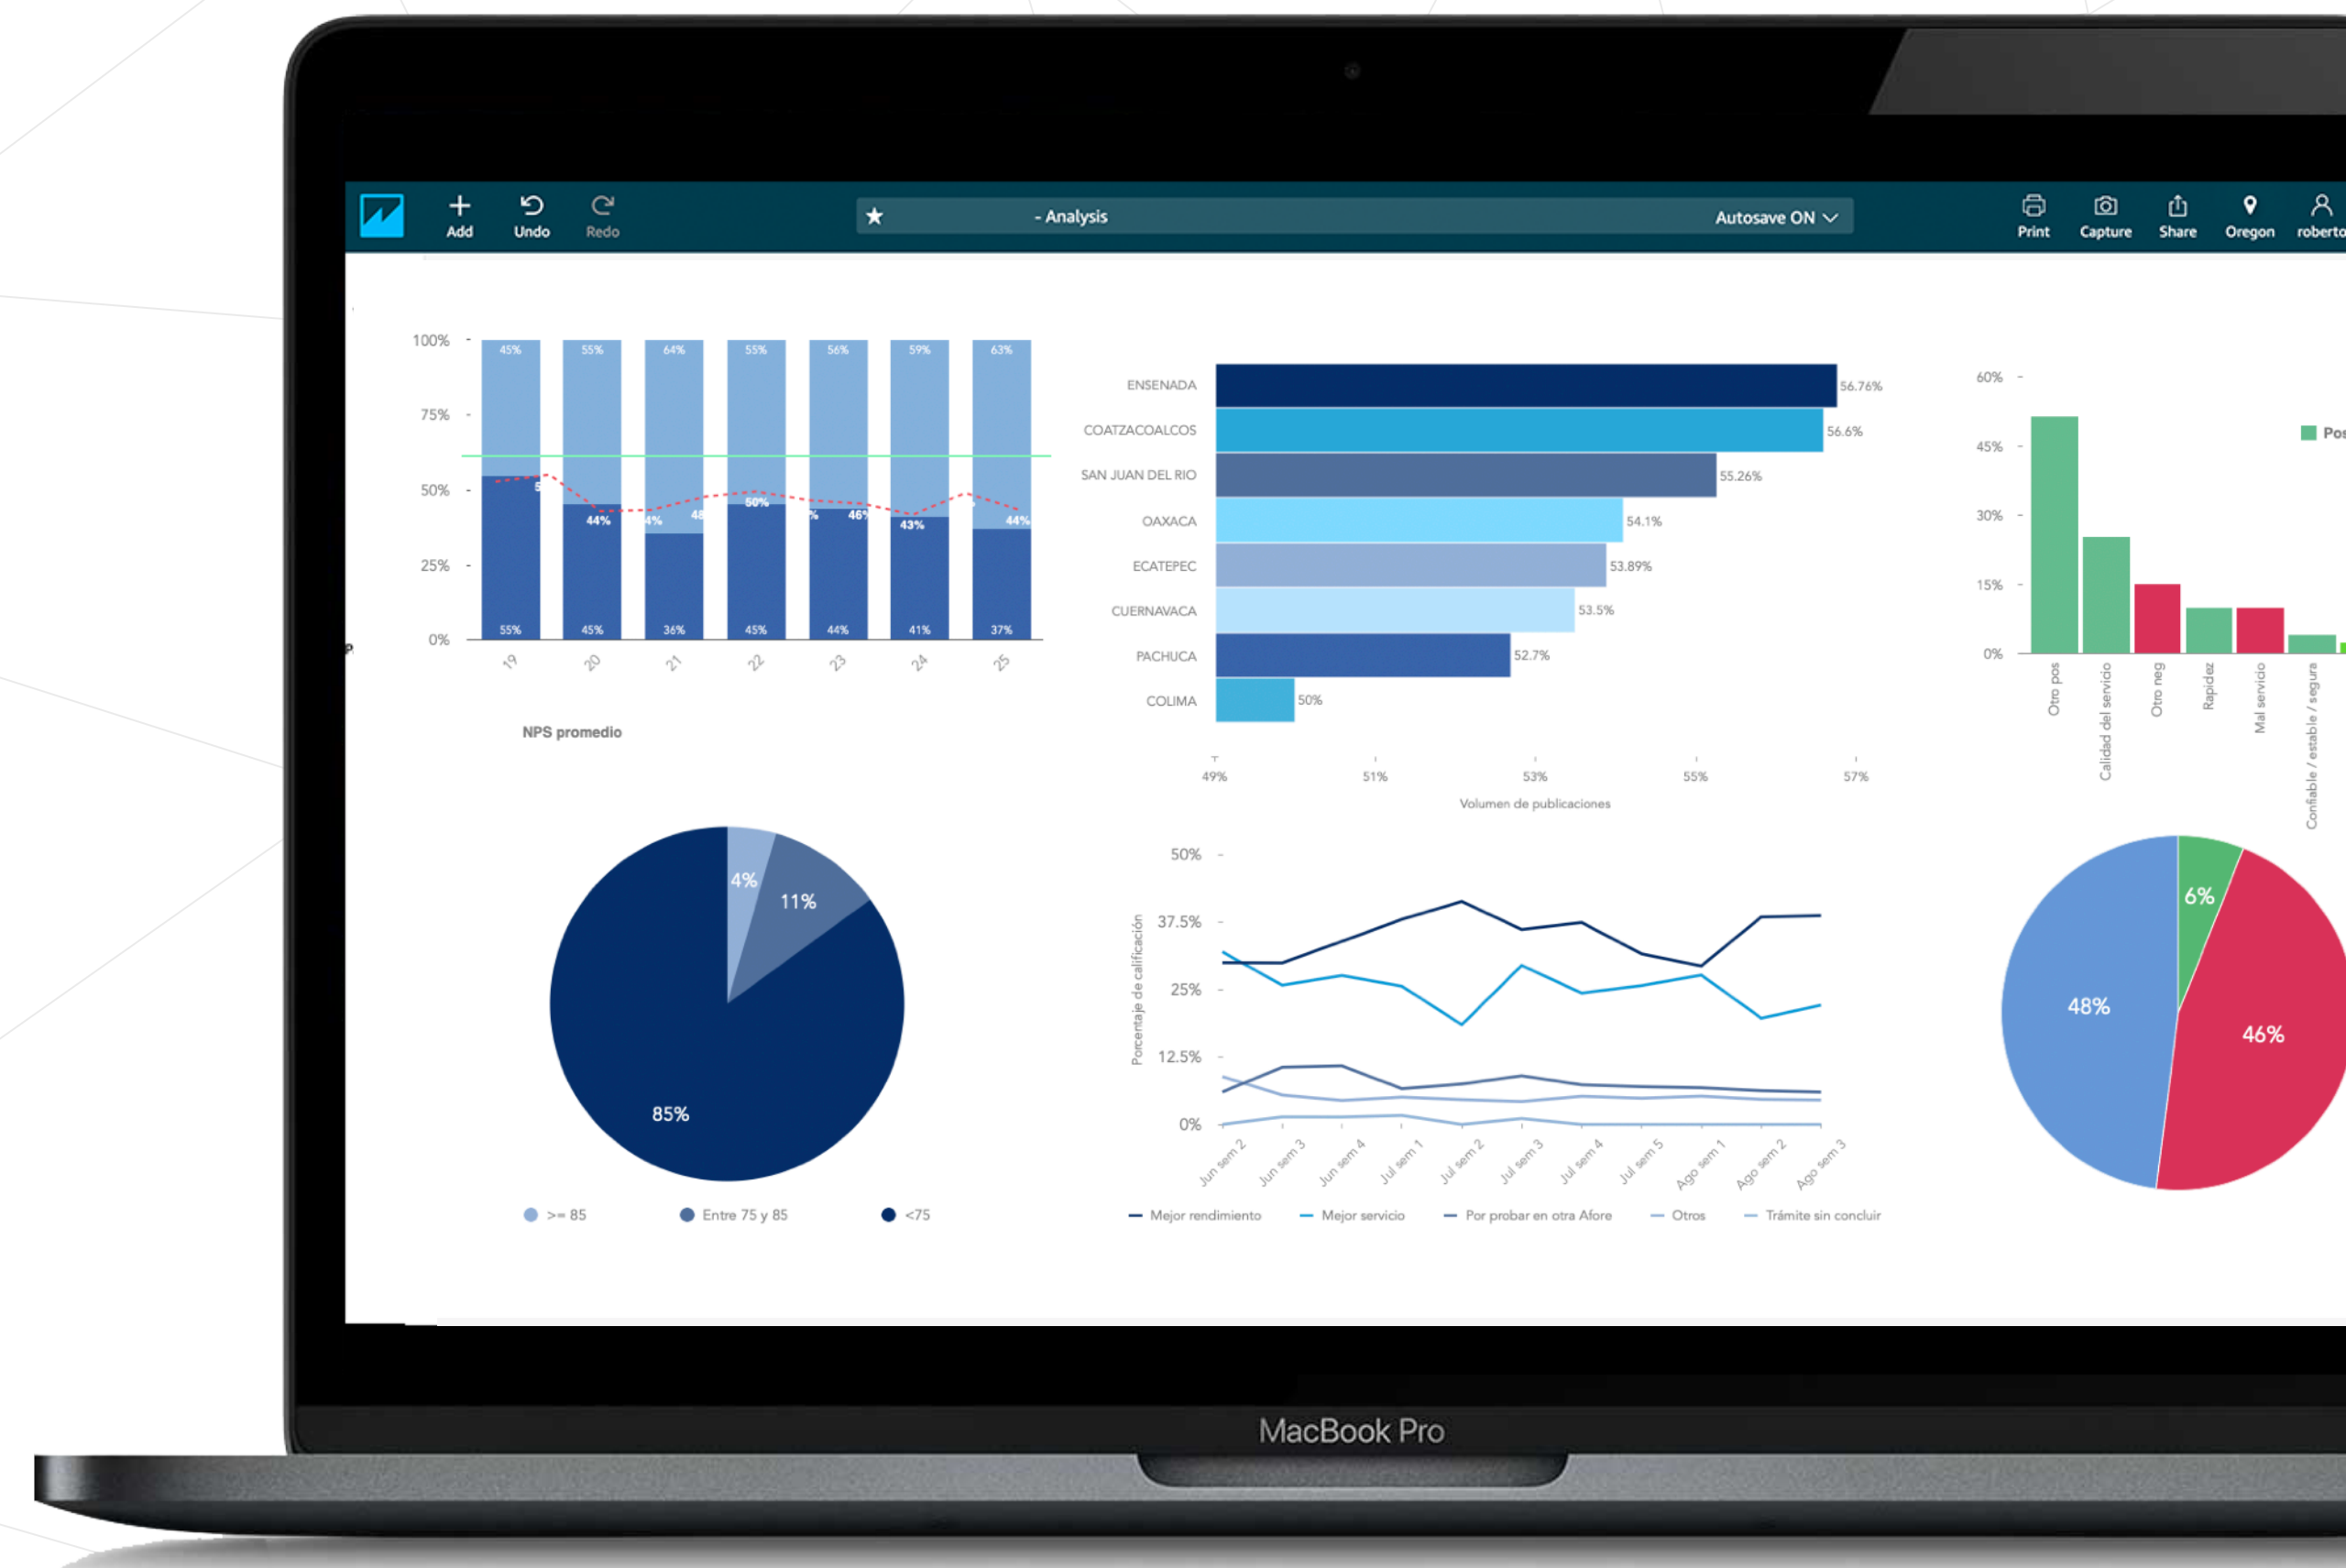 Add
Undo
Redo
- Analysis
Autosave ON
Print
Capture
Share
Oregon
roberto
100%
75%
50%
25%
0%
45% 55% 64% 55% 56% 59% 63%
44% 50% 46% 43% 44%
55% 45% 36% 45% 44% 41% 37%
19 20 21 22 23 24 25
NPS promedio
ENSENADA 56.76%
COATZACOALCOS 56.6%
SAN JUAN DEL RIO 55.26%
OAXACA 54.1%
ECATEPEC 53.89%
CUERNAVACA 53.5%
PACHUCA 52.7%
COLIMA 50%
49% 51% 53% 55% 57%
Volumen de publicaciones
60%
45%
30%
15%
0%
Otro pos
Calidad del servicio
Otro neg
Rapidez
Mal servicio
Confiable / estable / segura
4%
11%
85%
>= 85
Entre 75 y 85
<75
Porcentaje de calificación
50%
37.5%
25%
12.5%
0%
Jun sem 2
Jun sem 3
Jun sem 4
Jul sem 1
Jul sem 2
Jul sem 3
Jul sem 4
Jul sem 5
Ago sem 1
Ago sem 2
Ago sem 3
Mejor rendimiento
Mejor servicio
Por probar en otra Afore
Otros
Trámite sin concluir
6%
48%
46%
MacBook Pro